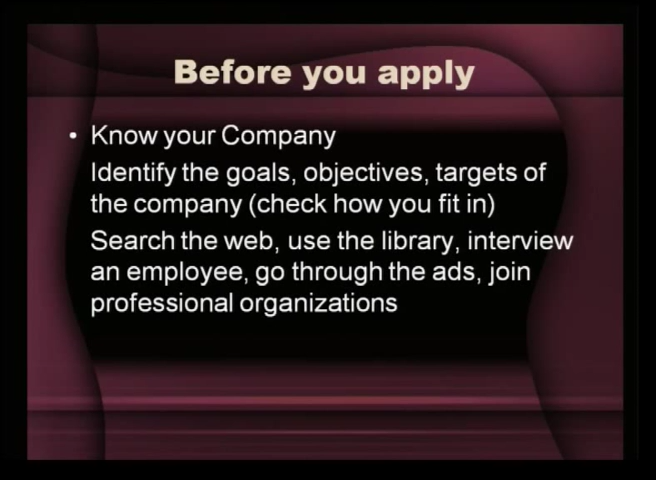 Before you apply
• Know your Company
Identify the goals, objectives, targets of
the company (check how you fit in)
Search the web, use the library, interview
an employee, go through the ads, join
professional organizations